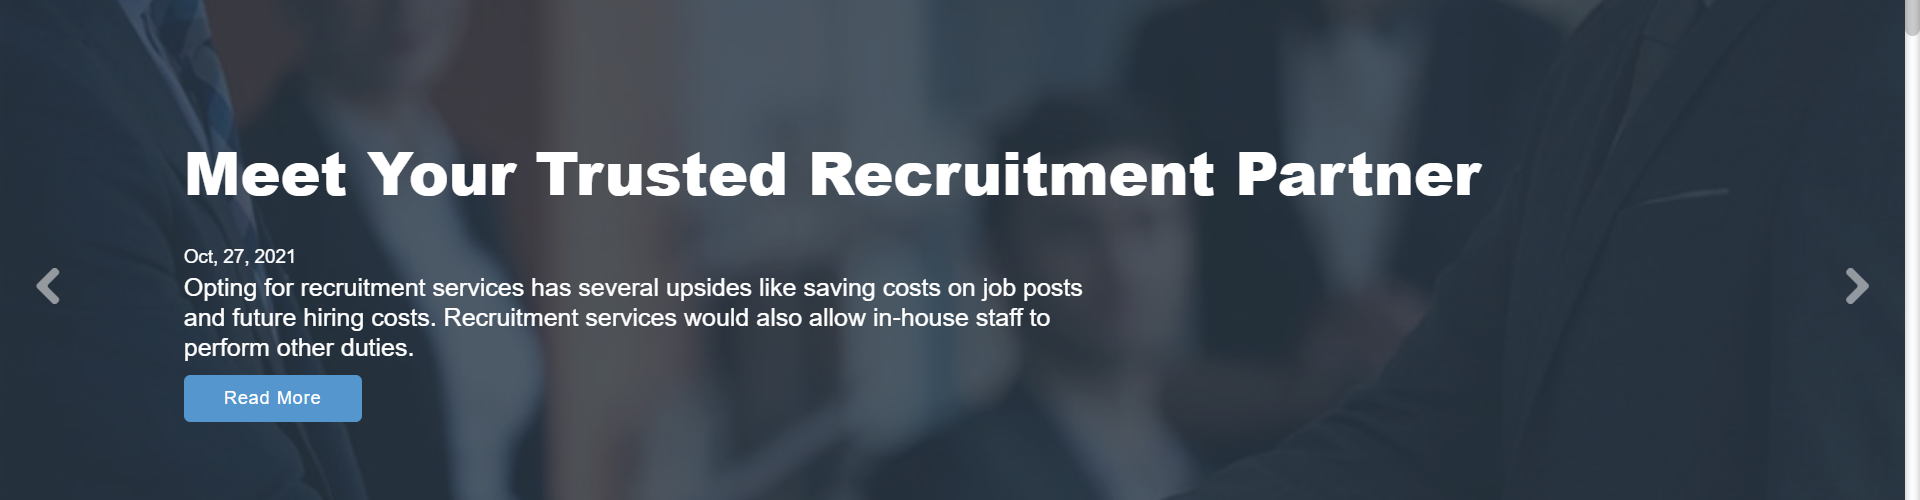 Meet Your Trusted Recruitment Partner
Oct, 27, 2021
Opting for recruitment services has several upsides like saving costs on job posts
and future hiring costs. Recruitment services would also allow in-house staff to
perform other duties.
Read More